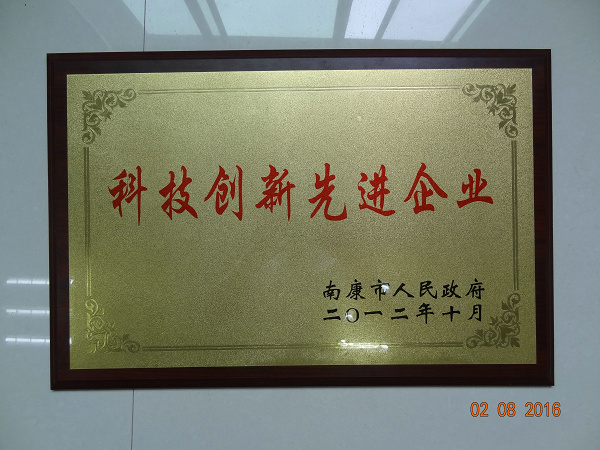 科技创新先进企业
南康市人民政府
二〇一二年十月
02 08 2016